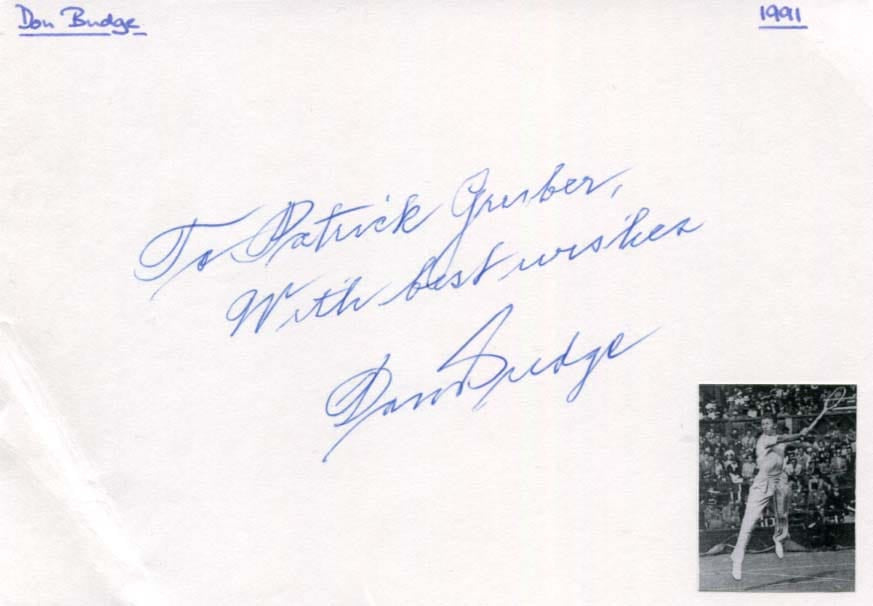 Don Budge
1991
To Patrick Gruber,
With best wishes
Don Budge